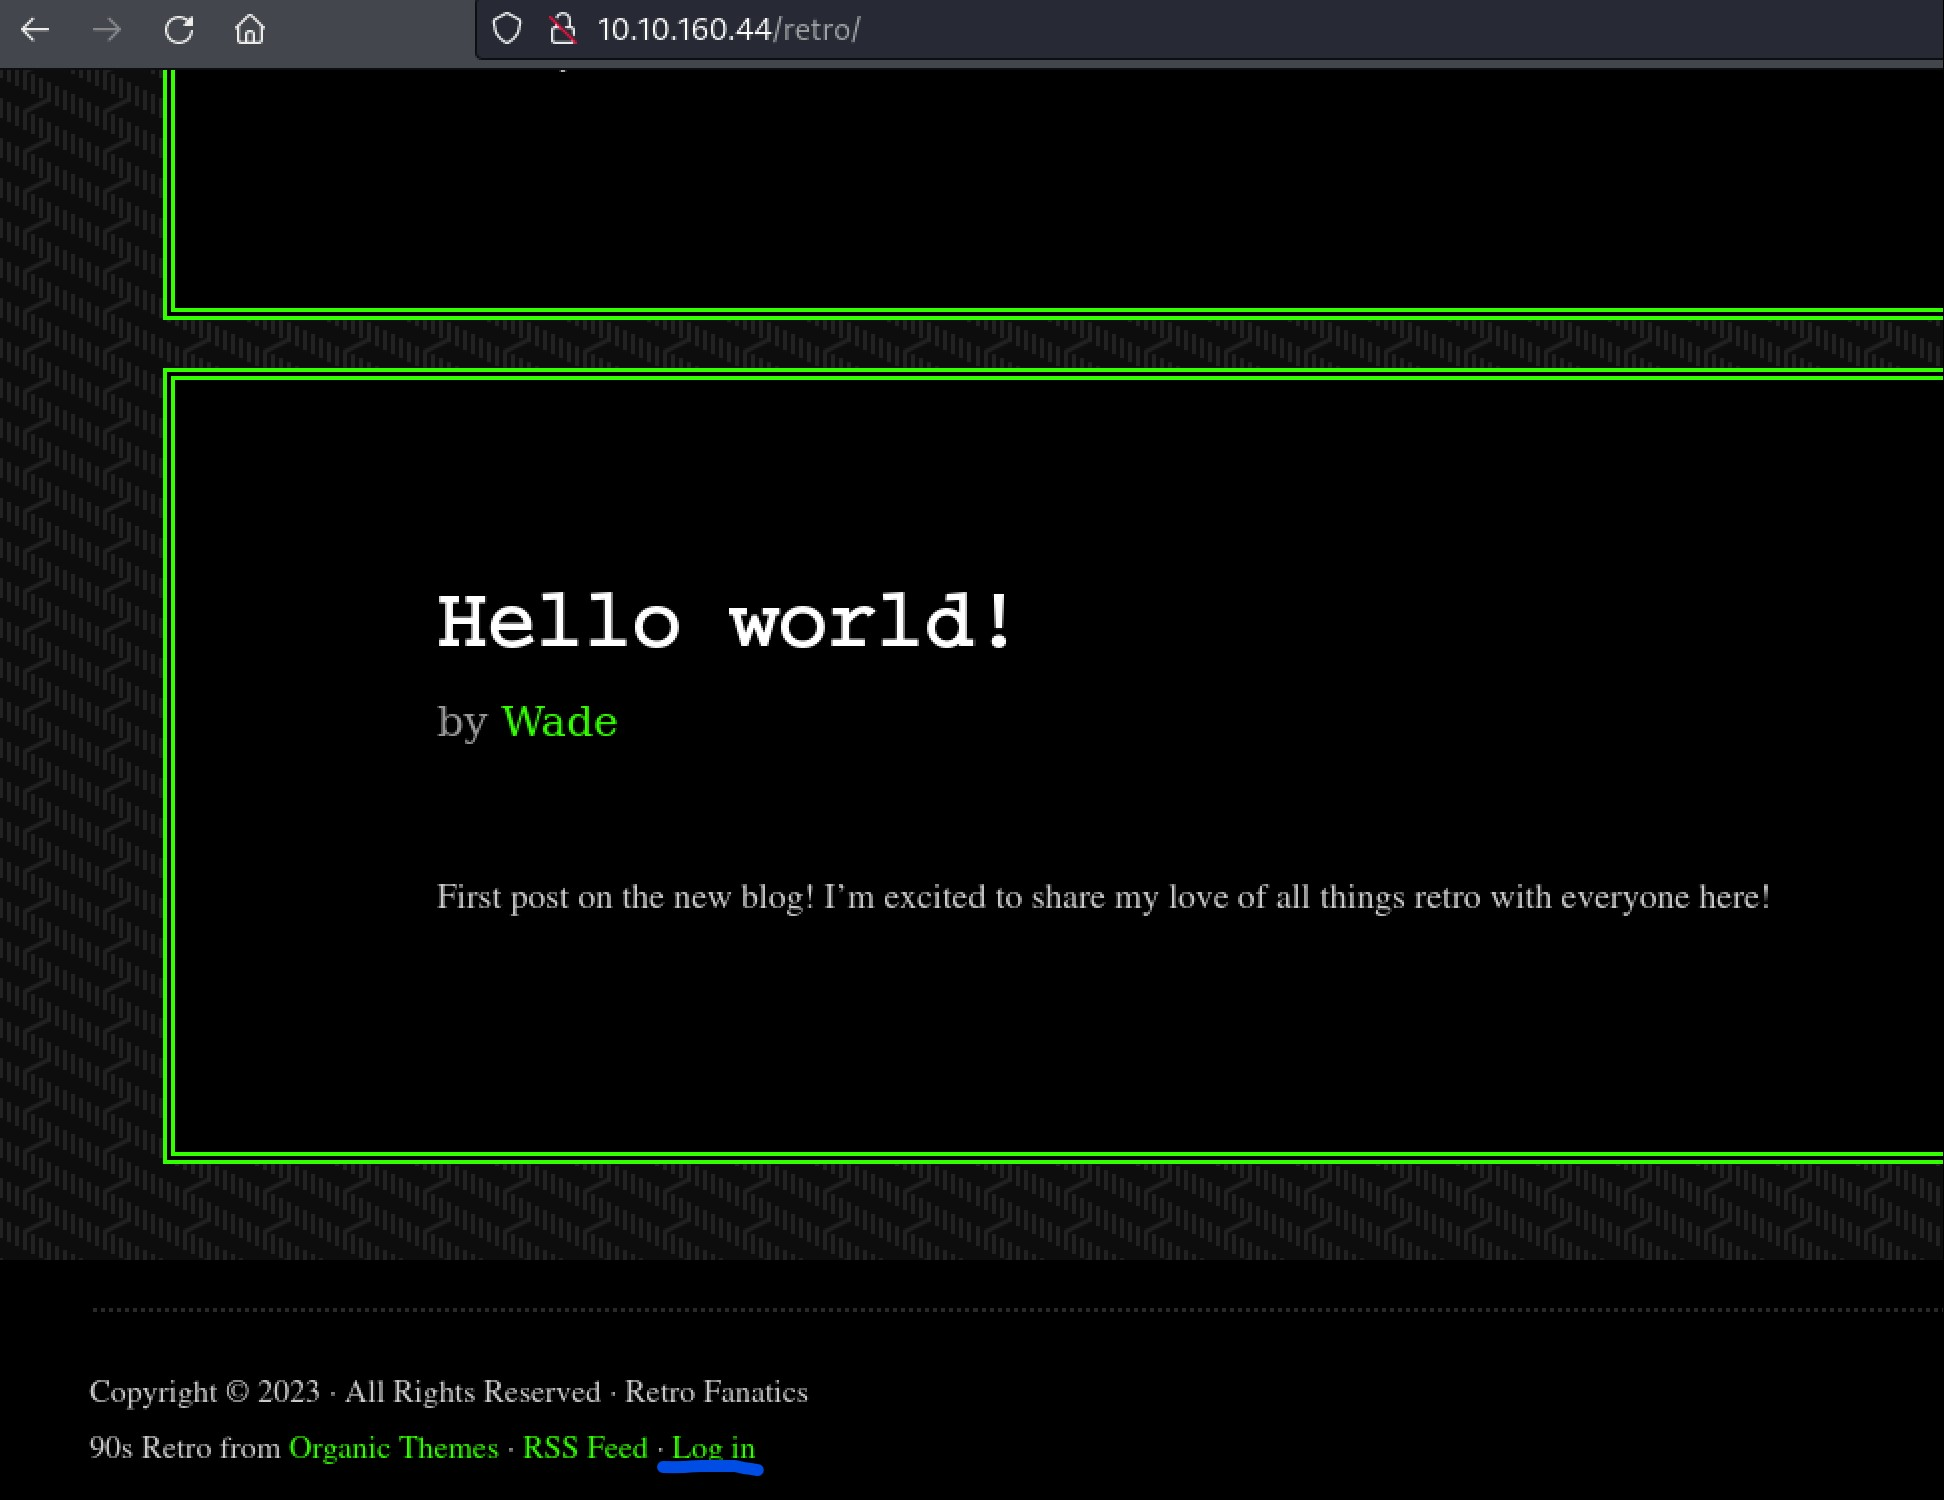 10.10.160.44/retro/
Hello world!
by Wade
First post on the new blog! I’m excited to share my love of all things retro with everyone here!
Copyright © 2023 · All Rights Reserved · Retro Fanatics
90s Retro from Organic Themes · RSS Feed · Log in